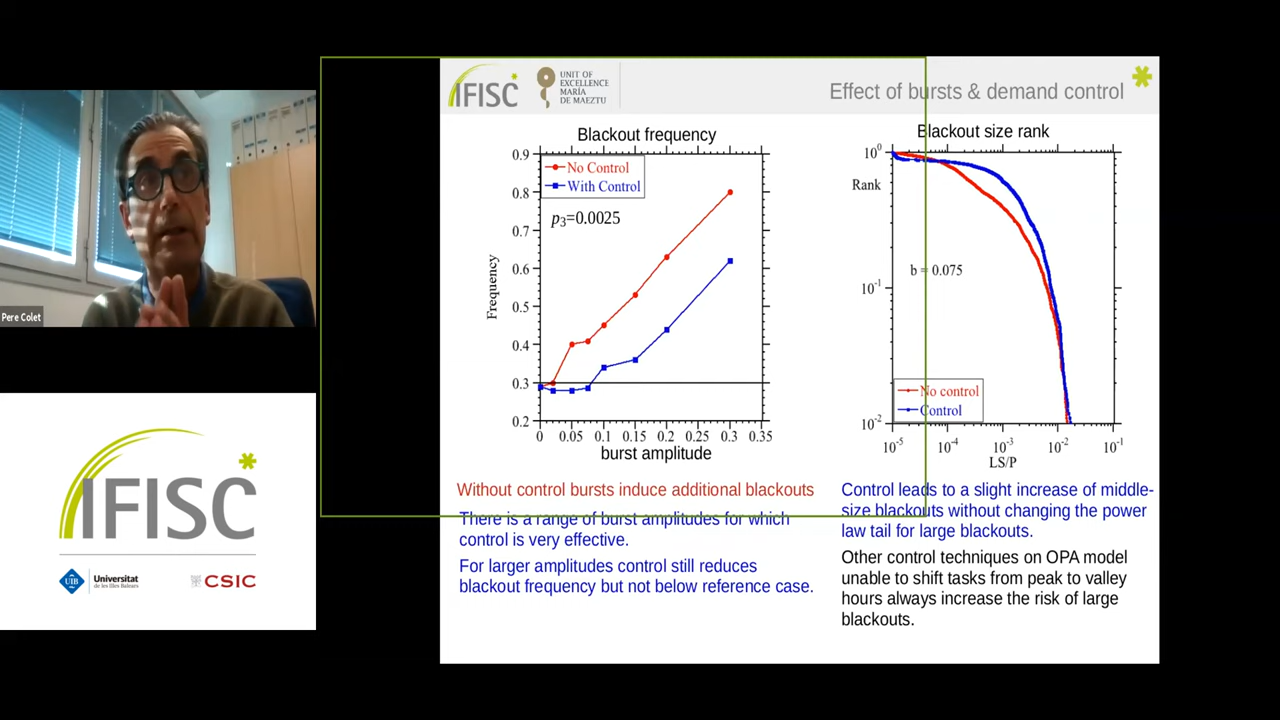 IFISC
UNIT OF
EXCELLENCE
MARÍA
DE MAEZTU
Effect of bursts & demand control
Blackout frequency
0.9
0.8
0.7
0.6
0.5
0.4
0.3
0.2
Frequency
No Control
With Control
p3=0.0025
0 0.05 0.1 0.15 0.2 0.25 0.3 0.35
burst amplitude
Blackout size rank
10^0
Rank
10^-1
10^-2
b = 0.075
No control
Control
10^-5 10^-4 10^-3 10^-2 10^-1
LS/P
Without control bursts induce additional blackouts
There is a range of burst amplitudes for which
control is very effective.
For larger amplitudes control still reduces
blackout frequency but not below reference case.
Control leads to a slight increase of middle-
size blackouts without changing the power
law tail for large blackouts.
Other control techniques on OPA model
unable to shift tasks from peak to valley
hours always increase the risk of large
blackouts.
Pere Colet
IFISC
UIB
Universitat
de les Illes Balears
CSIC